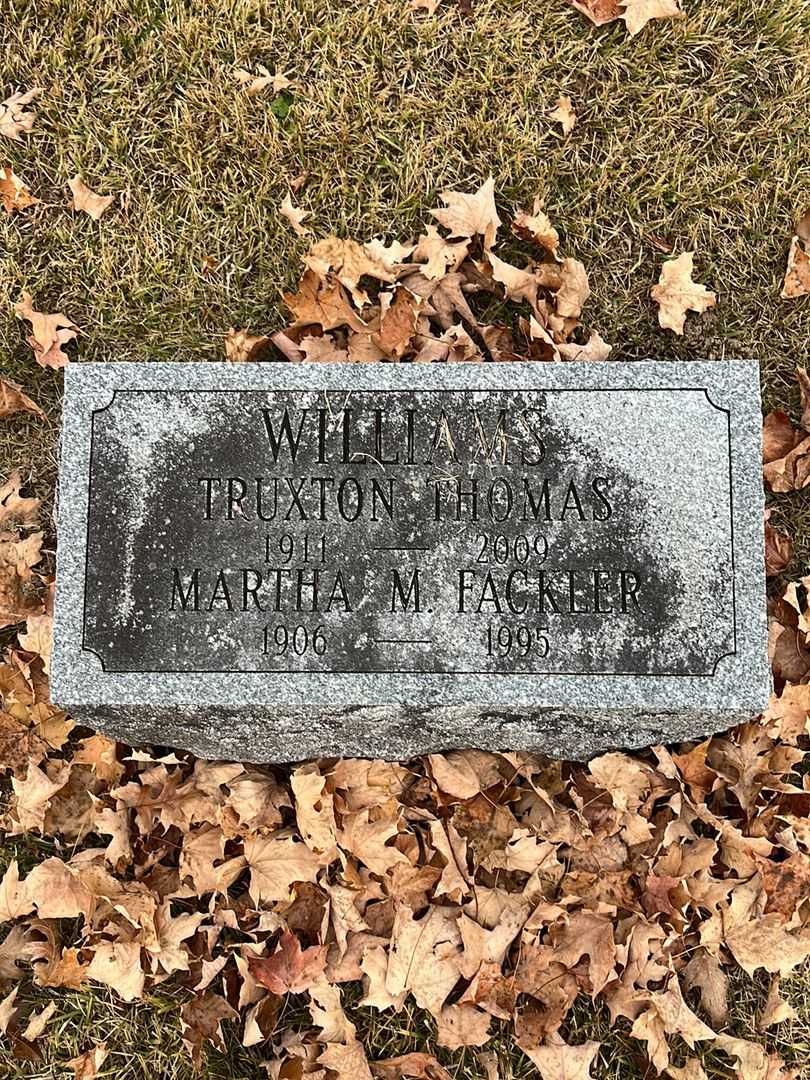 WILLIAMS
TRUXTON THOMAS
1911 — 2009
MARTHA M. FACKLER
1906 — 1995